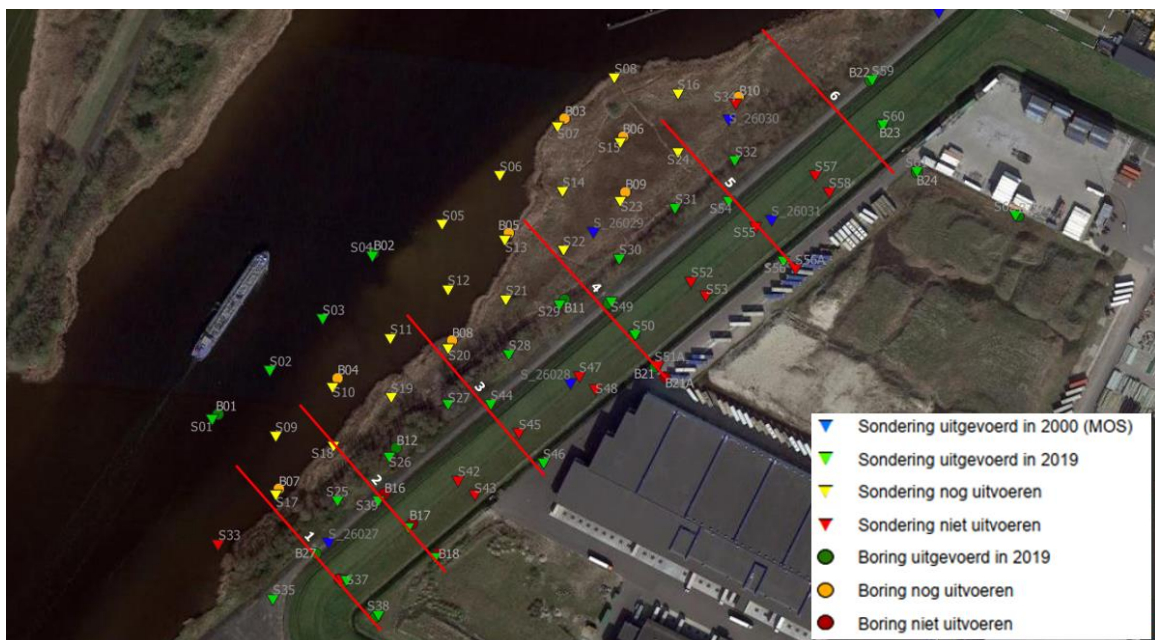 S08
S59
B22
S16
B10
S34
B03
S_26030
S07
S60
B23
B06
S15
6
S24
S32
S06
S57
B24
S58
S14
B09
S31
5
S54
S23
S_26031
S05
S_26029
S55
B05
S13
S04
B02
S22
S30
S56
S56A
S12
4
S52
S53
S21
S29
B11
S49
S03
S11
B08
S20
S50
S28
S02
S51A
B21
B21A
B04
S10
3
S_26028
S47
S48
S19
S27
S44
B01
S01
S09
S45
S18
B12
S26
S46
2
S42
B07
S17
S25
B16
S39
S43
S33
1
S_26027
B17
B27
B18
S37
S35
S38
Sondering uitgevoerd in 2000 (MOS)
Sondering uitgevoerd in 2019
Sondering nog uitvoeren
Sondering niet uitvoeren
Boring uitgevoerd in 2019
Boring nog uitvoeren
Boring niet uitvoeren